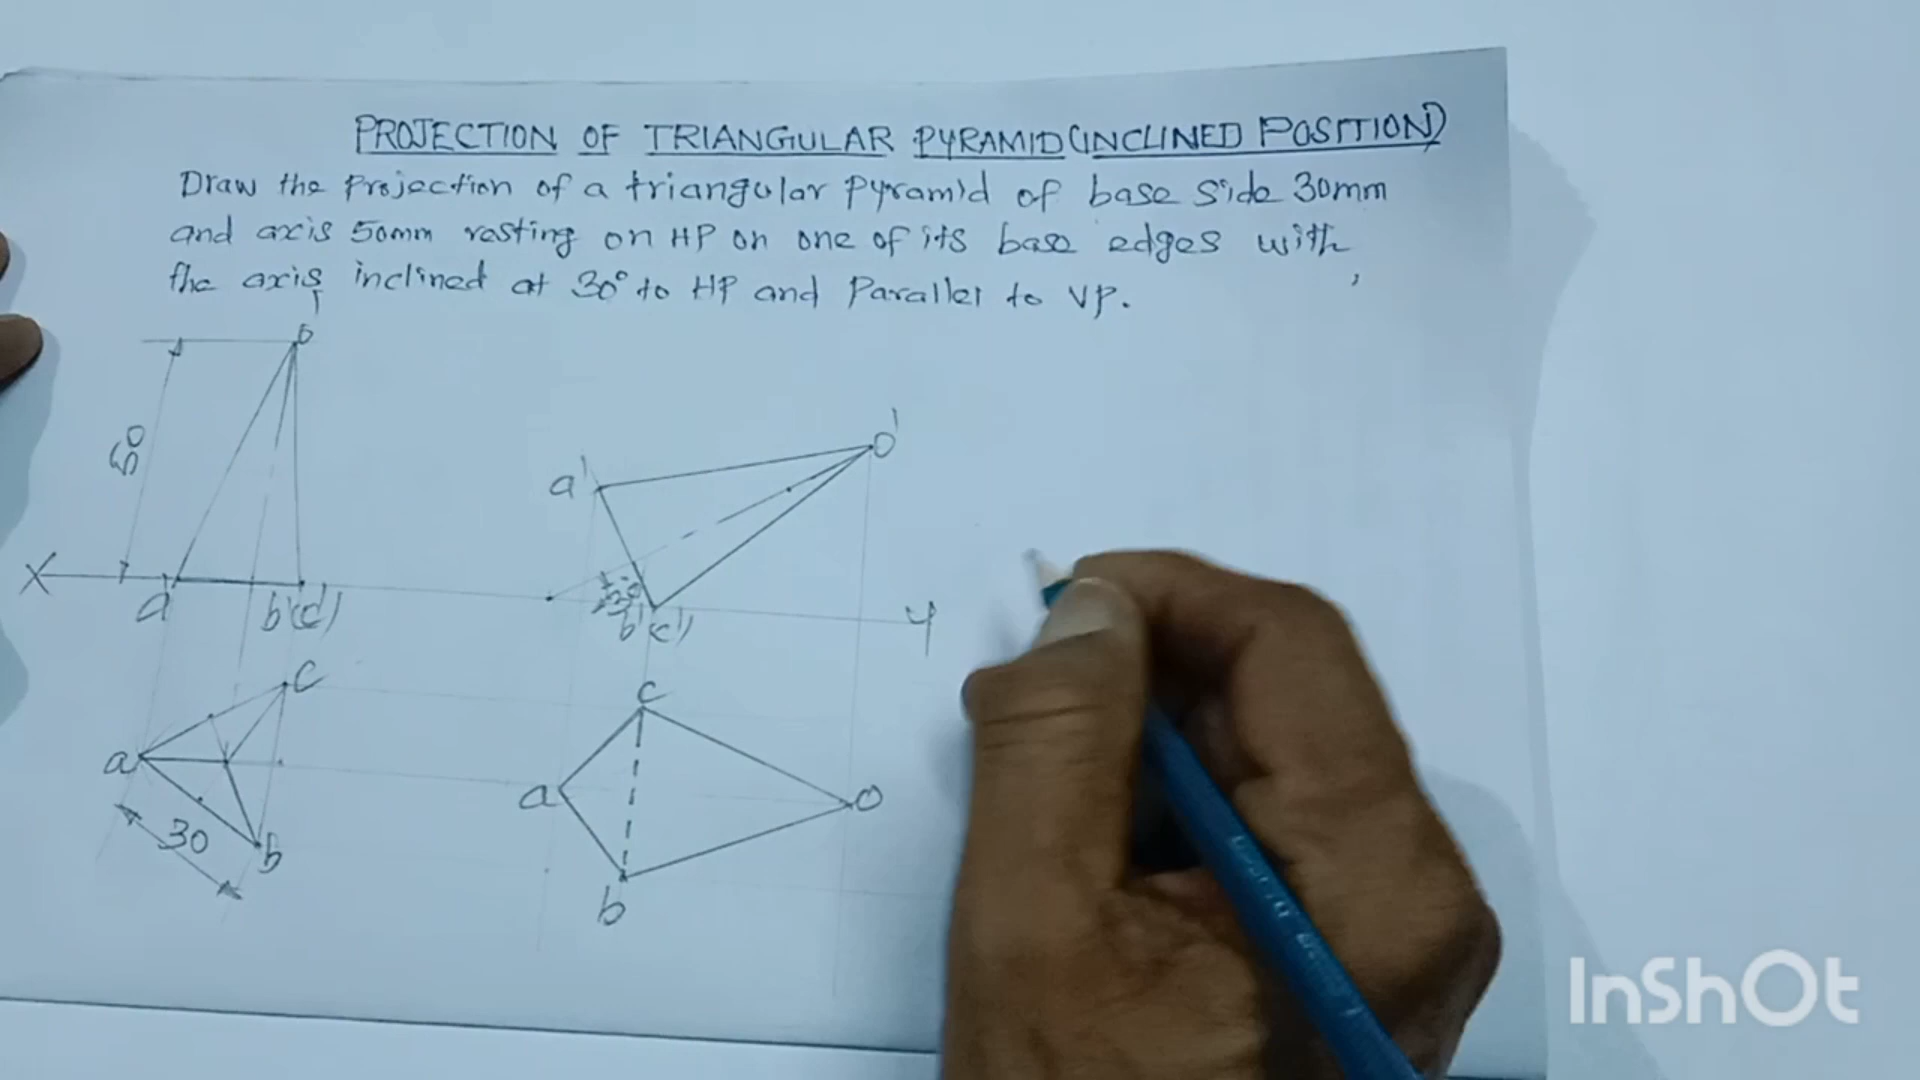 PROJECTION OF TRIANGULAR PYRAMID (INCLINED POSITION)
Draw the Projection of a triangular pyramid of base side 30mm
and axis 50mm resting on HP on one of its base edges with
the axis inclined at 30° to HP and Parallel to VP.
o'
50
X
a'
b'(c')
a'
o'
30°
b'(c')
Y
c
a
30
b
c
a
o
b
InShOt